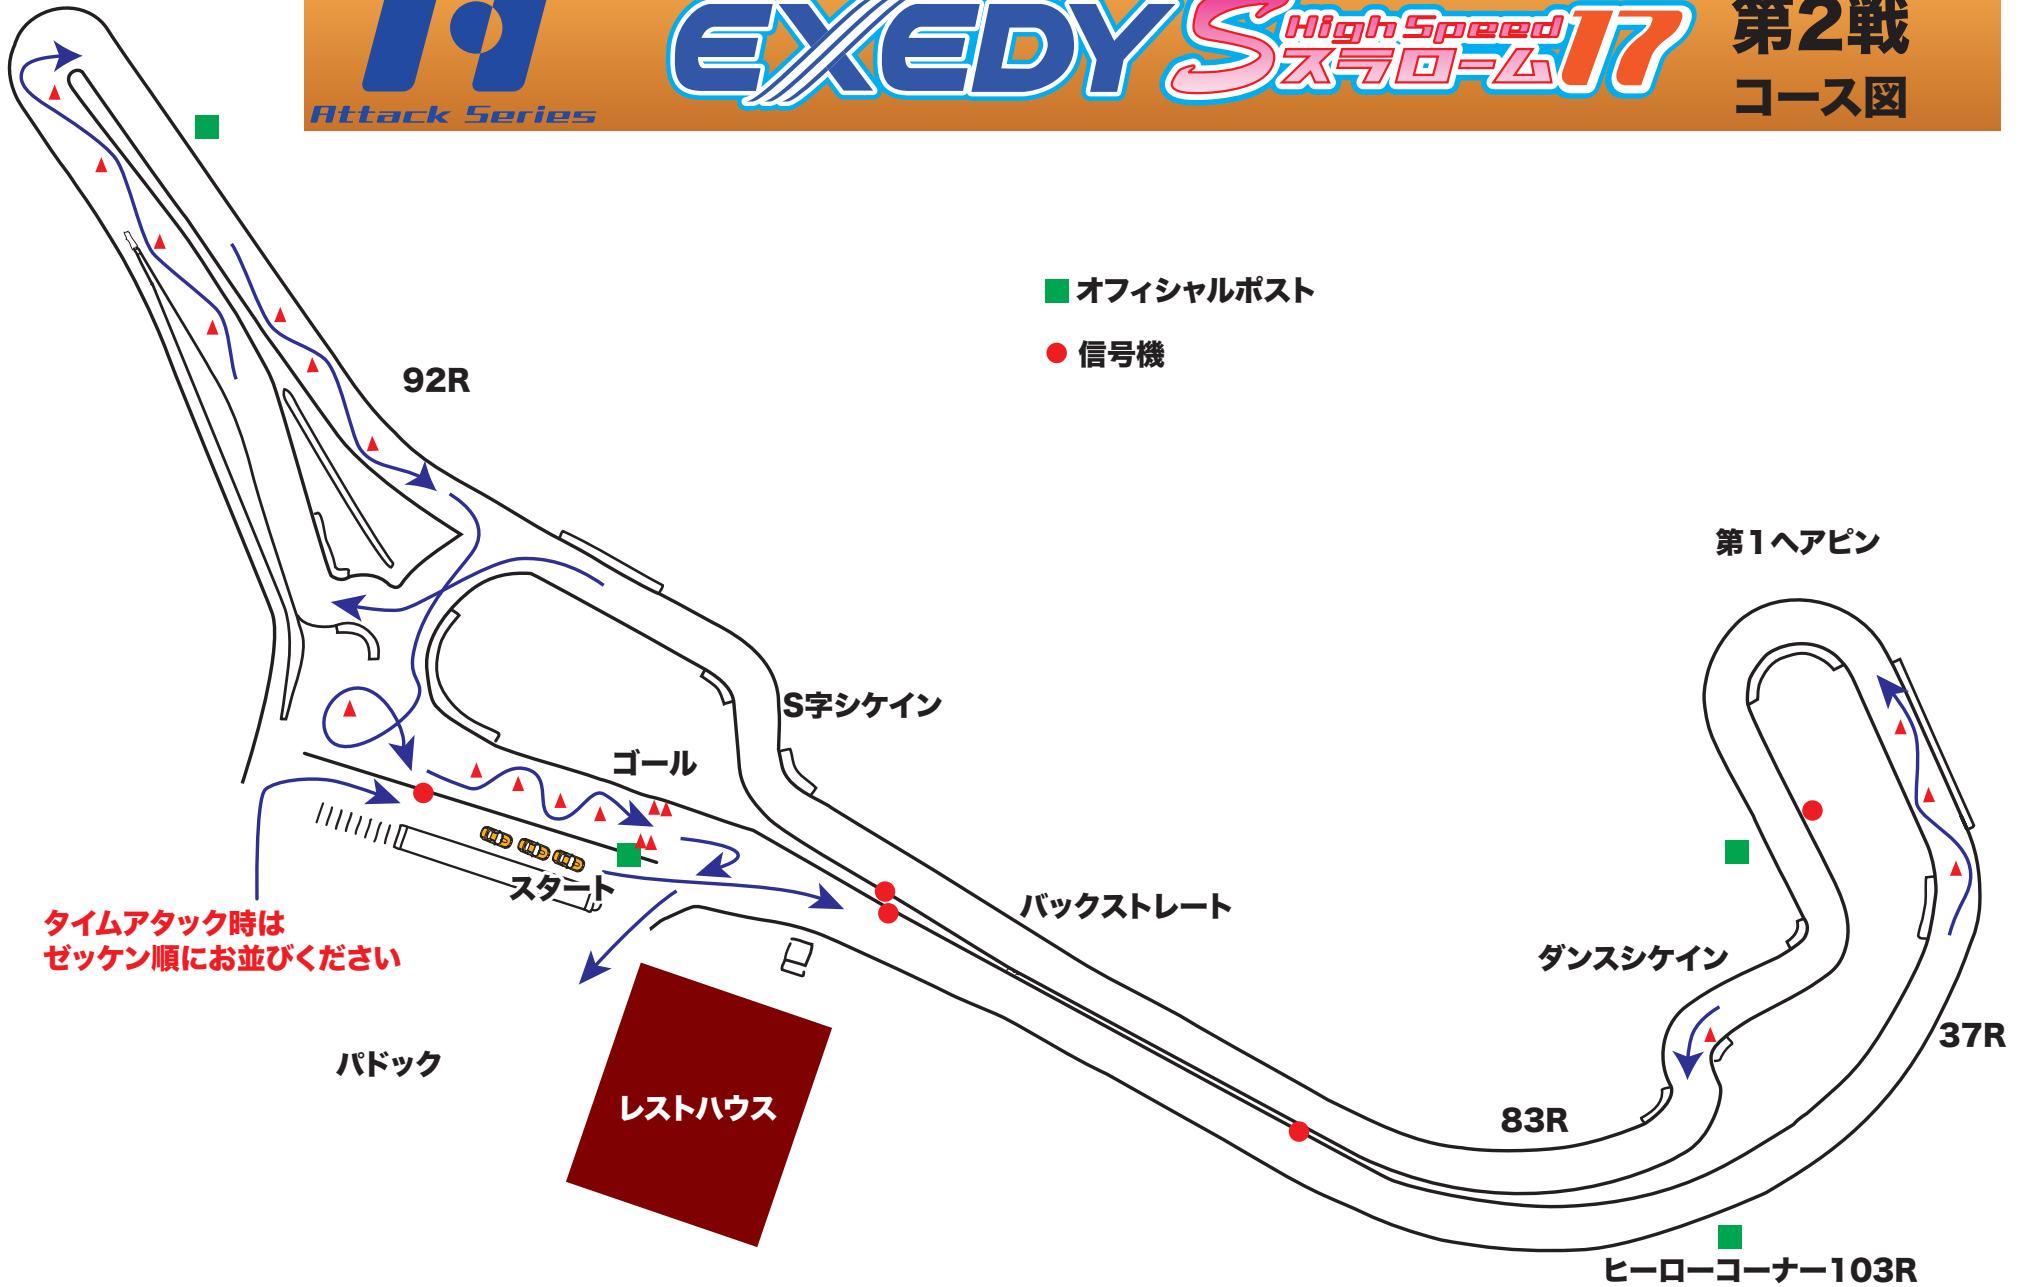 Attack Series
EXEDY
High Speed
スラローム17
第2戦
コース図
オフィシャルポスト
信号機
92R
第1ヘアピン
S字シケイン
ゴール
スタート
バックストレート
タイムアタック時は
ゼッケン順にお並びください
ダンスシケイン
37R
パドック
レストハウス
83R
ヒーローコーナー103R